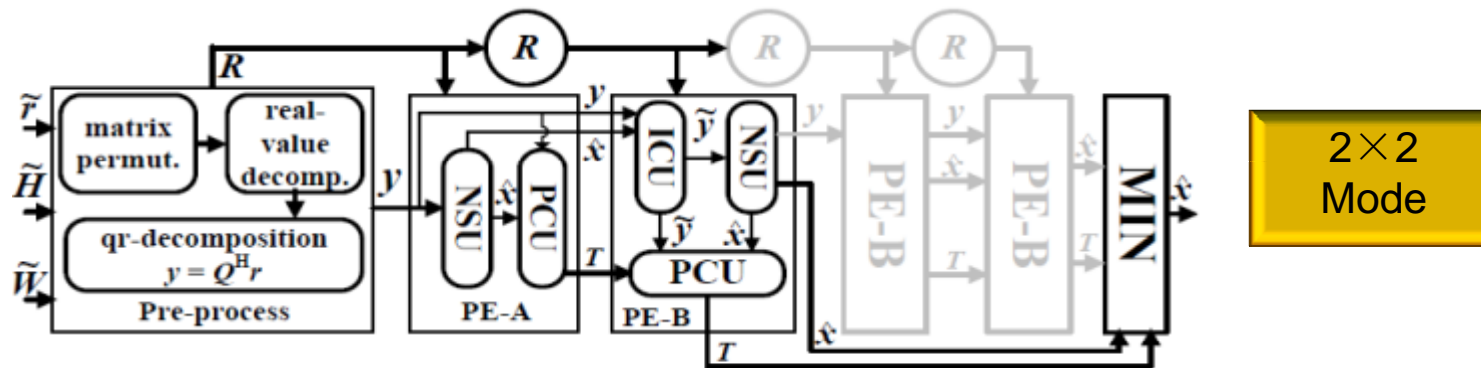 R
R
R
R
r̃
H̃
W̃
matrix
permut.
real-
value
decomp.
qr-decomposition
y = Qᴴr
Pre-process
y
NSU
x̂
PCU
T
PE-A
y
x̂
ICU
ỹ
NSU
ỹ
x̂
PCU
PE-B
T
x̂
y
PE-B
y
x̂
T
PE-B
x̂
T
MIN
x̂
2×2
Mode